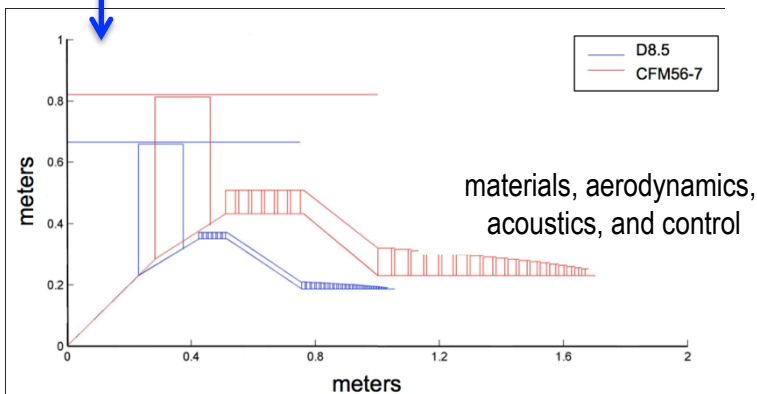 1
D8.5
CFM56-7
0.8
0.6
meters
materials, aerodynamics,
acoustics, and control
0.4
0.2
0
0 0.4 0.8 1.2 1.6 2
meters